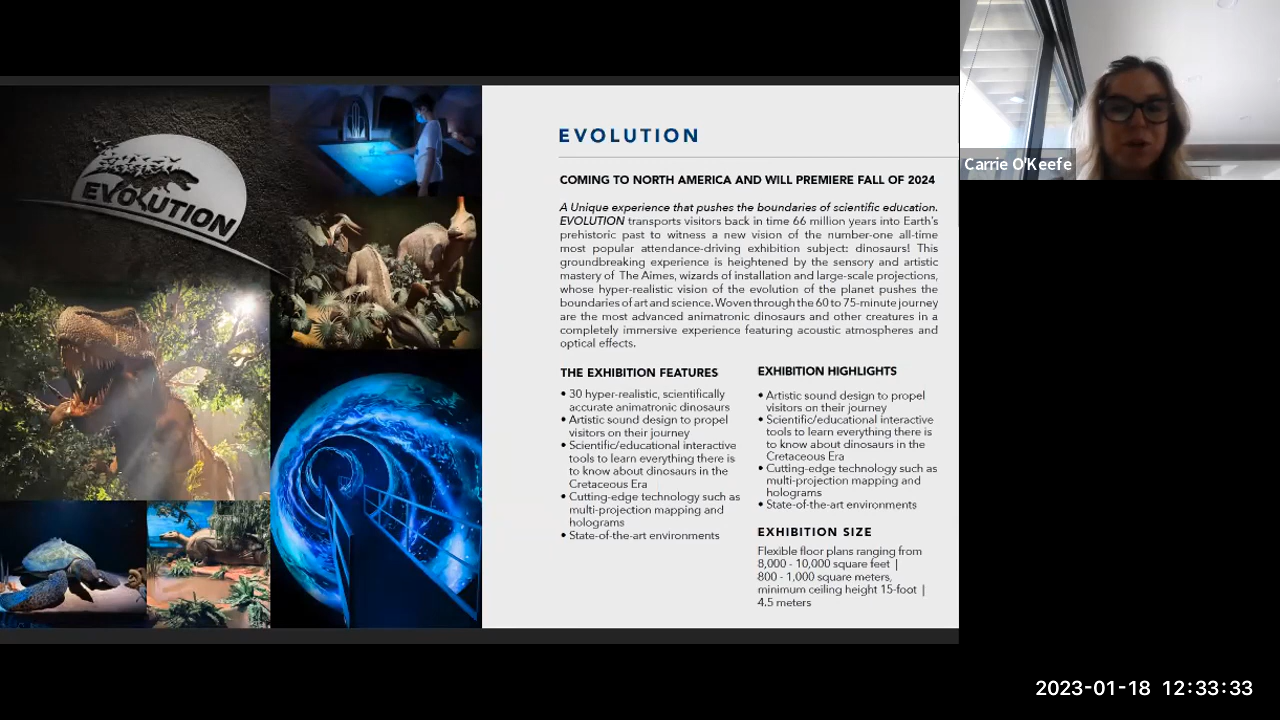 EVOLUTION
EVOLUTION
COMING TO NORTH AMERICA AND WILL PREMIERE FALL OF 2024
A Unique experience that pushes the boundaries of scientific education.
EVOLUTION transports visitors back in time 66 million years into Earth's
prehistoric past to witness a new vision of the number-one all-time
most popular attendance-driving exhibition subject: dinosaurs! This
groundbreaking experience is heightened by the sensory and artistic
mastery of The Aimes, wizards of installation and large-scale projections,
whose hyper-realistic vision of the evolution of the planet pushes the
boundaries of art and science. Woven through the 60 to 75-minute journey
are the most advanced animatronic dinosaurs and other creatures in a
completely immersive experience featuring acoustic atmospheres and
optical effects.
THE EXHIBITION FEATURES
• 30 hyper-realistic, scientifically
accurate animatronic dinosaurs
• Artistic sound design to propel
visitors on their journey
• Scientific/educational interactive
tools to learn everything there is
to know about dinosaurs in the
Cretaceous Era
• Cutting-edge technology such as
multi-projection mapping and
holograms
• State-of-the-art environments
EXHIBITION HIGHLIGHTS
• Artistic sound design to propel
visitors on their journey
• Scientific/educational interactive
tools to learn everything there is
to know about dinosaurs in the
Cretaceous Era
• Cutting-edge technology such as
multi-projection mapping and
holograms
• State-of-the-art environments
EXHIBITION SIZE
Flexible floor plans ranging from
8,000 - 10,000 square feet |
800 - 1,000 square meters,
minimum ceiling height 15-foot |
4.5 meters
Carrie O'Keefe
2023-01-18 12:33:33